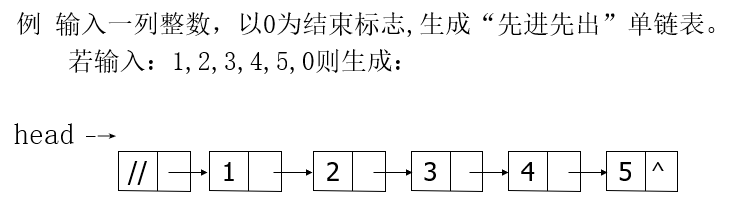 例 输入一列整数，以0为结束标志,生成“先进先出”单链表。
若输入：1,2,3,4,5,0则生成：
head
// 1 2 3 4 5 ^